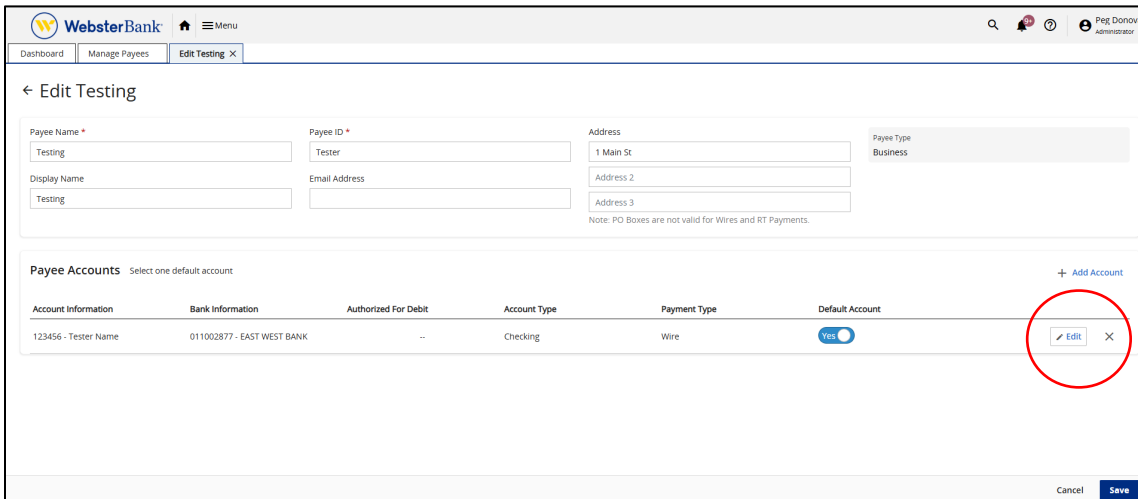 WebsterBank Menu 9+ Peg Donov
Administrator
Dashboard Manage Payees Edit Testing
Edit Testing
Payee Name * Payee ID * Address Payee Type
Testing Tester 1 Main St Business
Display Name Email Address Address 2
Testing Address 3
Note: PO Boxes are not valid for Wires and RT Payments.
Payee Accounts Select one default account + Add Account
Account Information Bank Information Authorized For Debit Account Type Payment Type Default Account
123456 - Tester Name 011002877 - EAST WEST BANK -- Checking Wire Yes Edit
Cancel Save